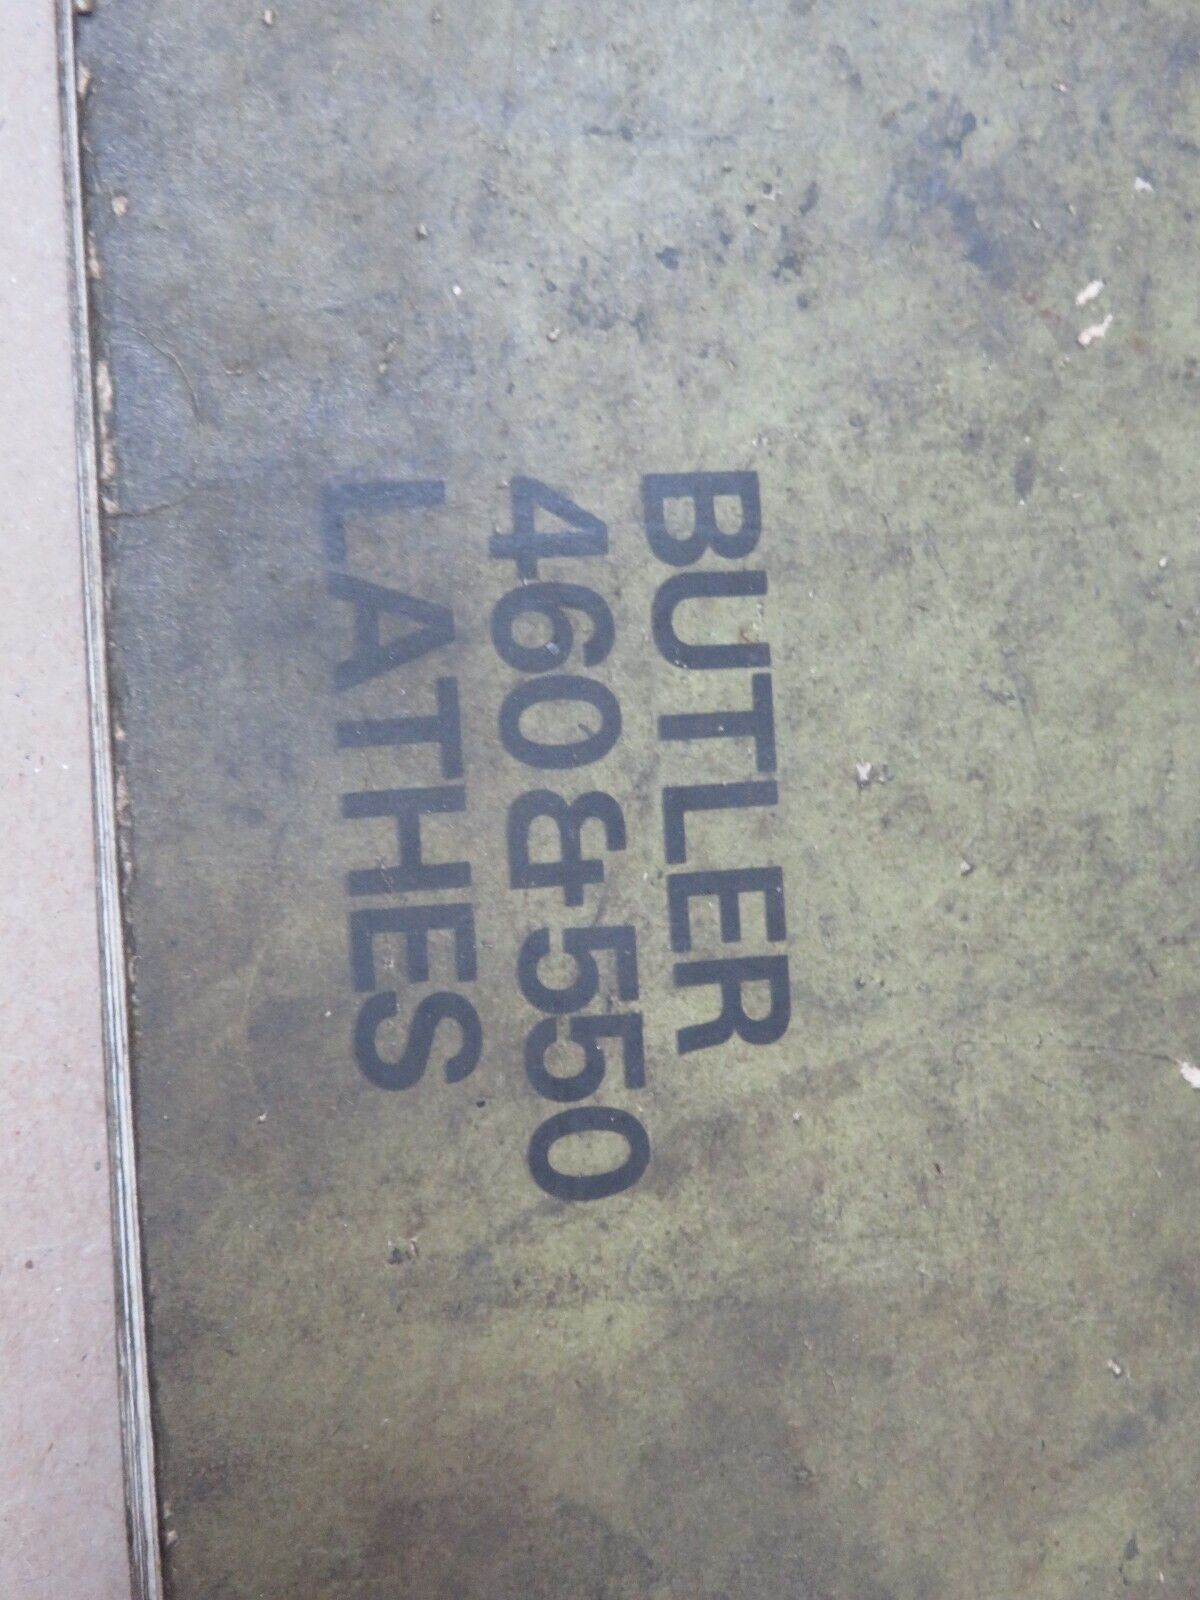 BUTLER
460 & 550
LATHES